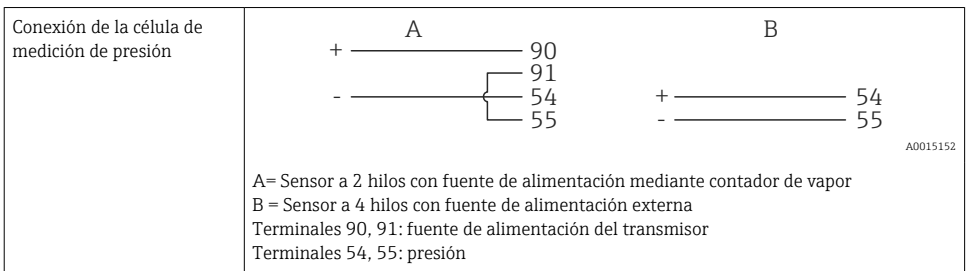 Conexión de la célula de
medición de presión
A
B
+ 90
91
- 54
55
+ 54
- 55
A0015152
A= Sensor a 2 hilos con fuente de alimentación mediante contador de vapor
B = Sensor a 4 hilos con fuente de alimentación externa
Terminales 90, 91: fuente de alimentación del transmisor
Terminales 54, 55: presión